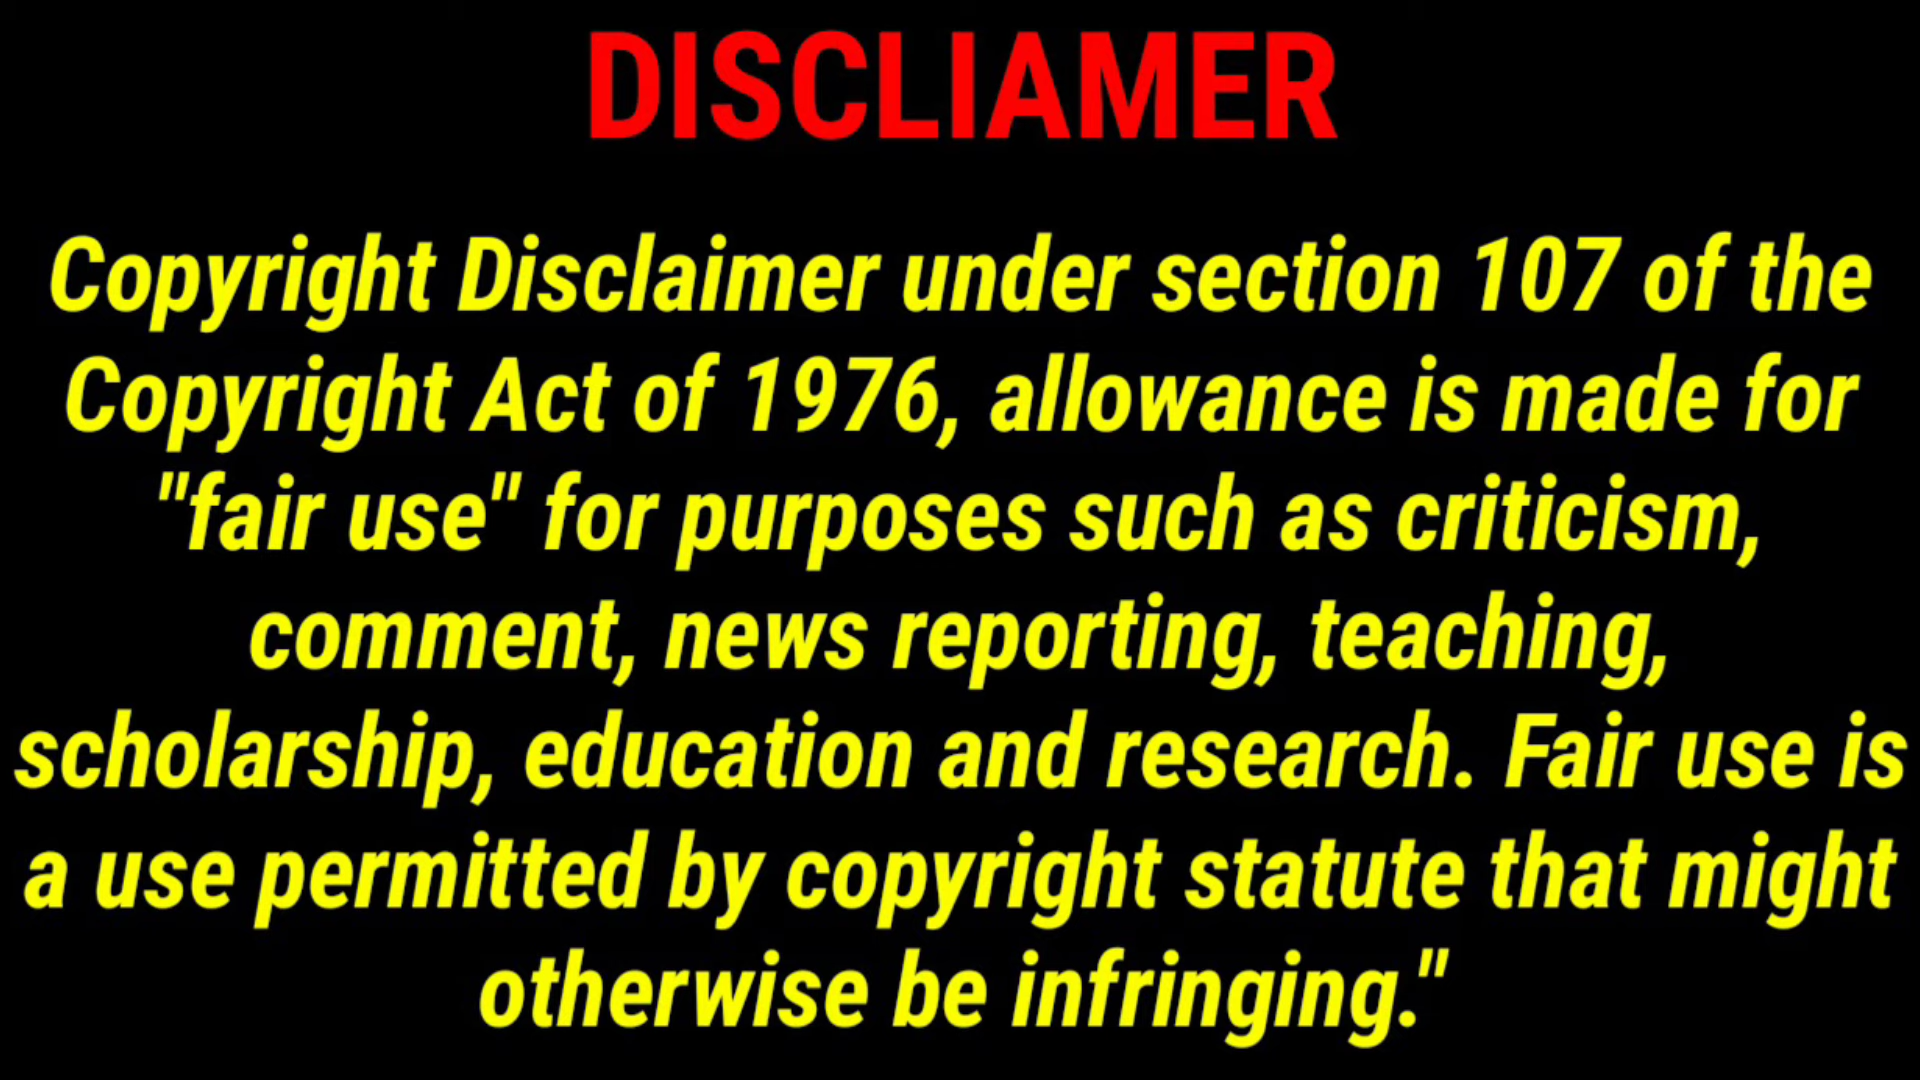 DISCLIAMER
Copyright Disclaimer under section 107 of the
Copyright Act of 1976, allowance is made for
"fair use" for purposes such as criticism,
comment, news reporting, teaching,
scholarship, education and research. Fair use is
a use permitted by copyright statute that might
otherwise be infringing."